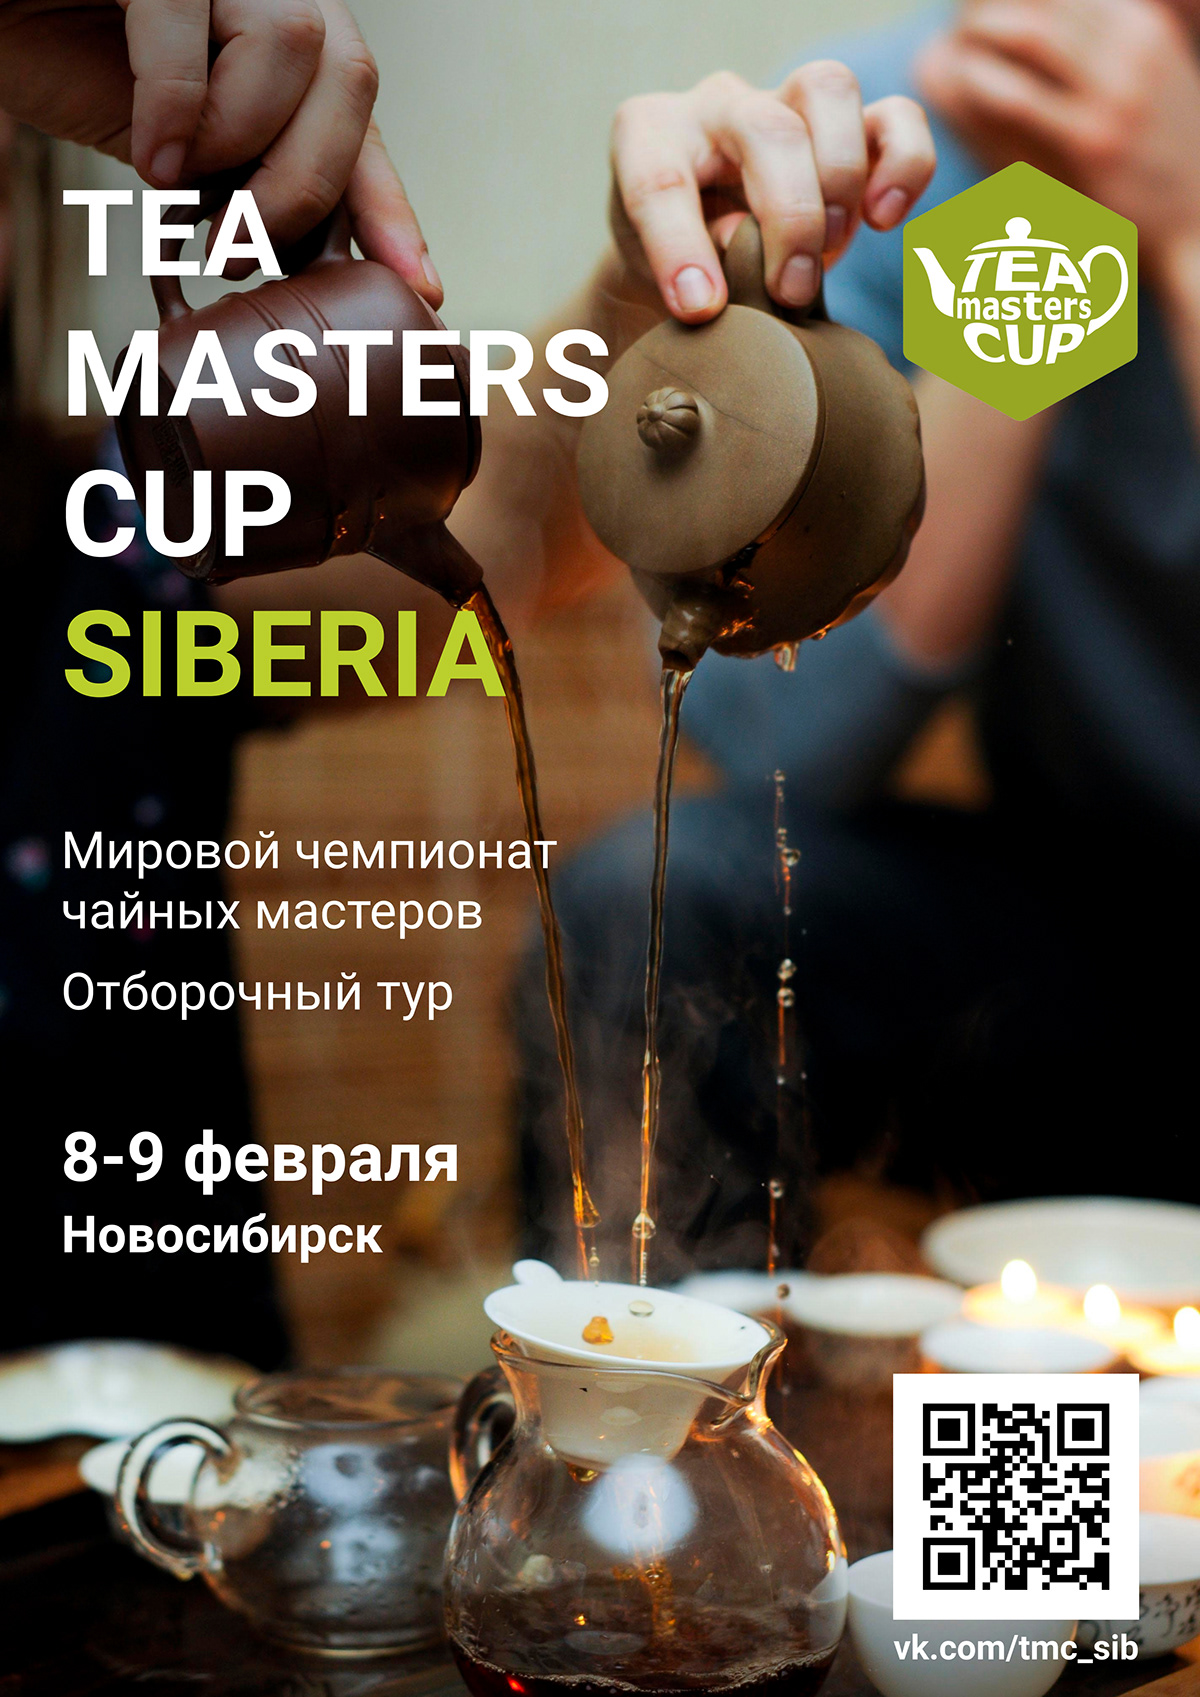 TEA
MASTERS
CUP
SIBERIA
TEA
masters
CUP
Мировой чемпионат
чайных мастеров
Отборочный тур
8-9 февраля
Новосибирск
vk.com/tmc_sib